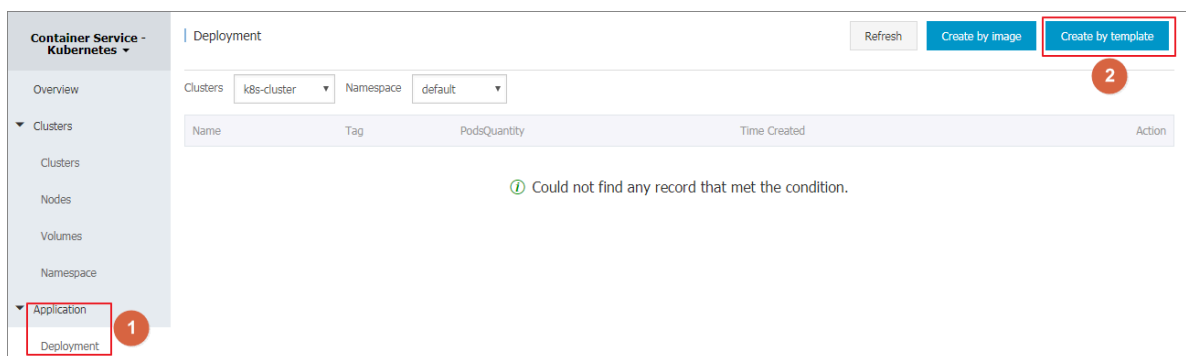 Container Service -
Kubernetes
Overview
Clusters
Clusters
Nodes
Volumes
Namespace
Application
1
Deployment
Deployment
Refresh
Create by image
Create by template
2
Clusters
k8s-cluster
Namespace
default
Name
Tag
PodsQuantity
Time Created
Action
Could not find any record that met the condition.